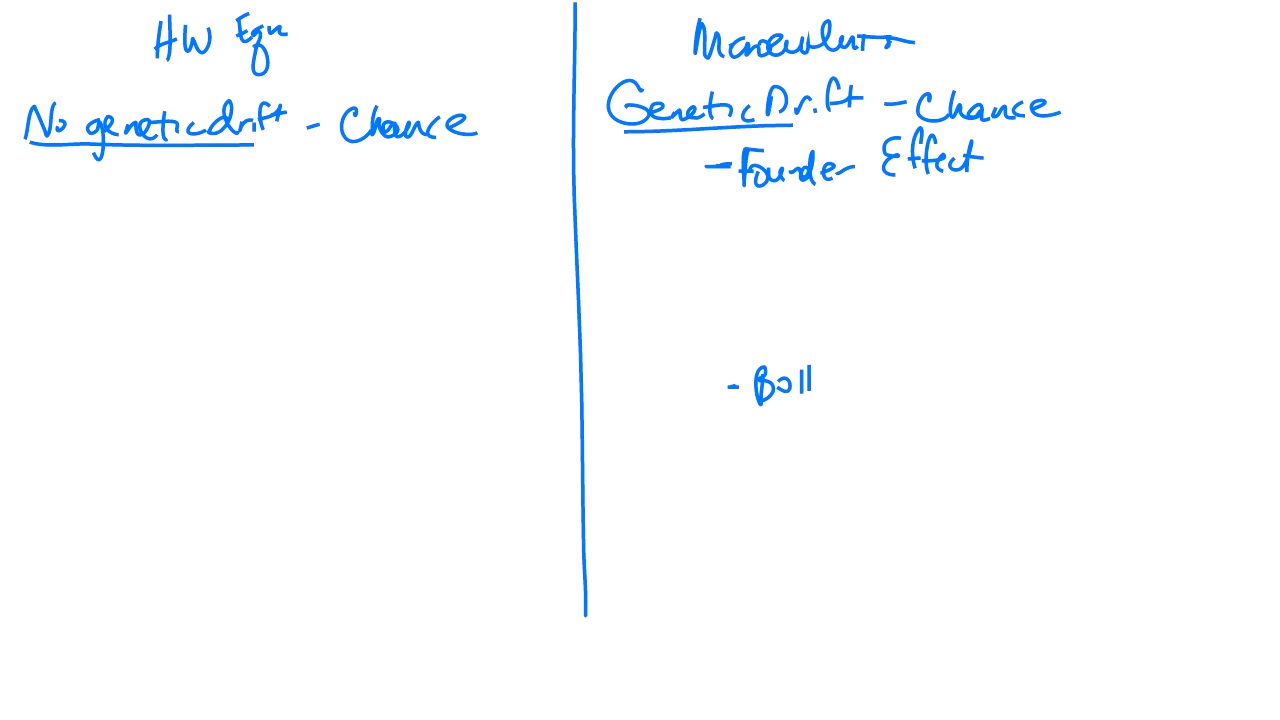 HW Eqn
No genetic drift - Chance
Genetic Drift - Chance
- Founder Effect
- Boll